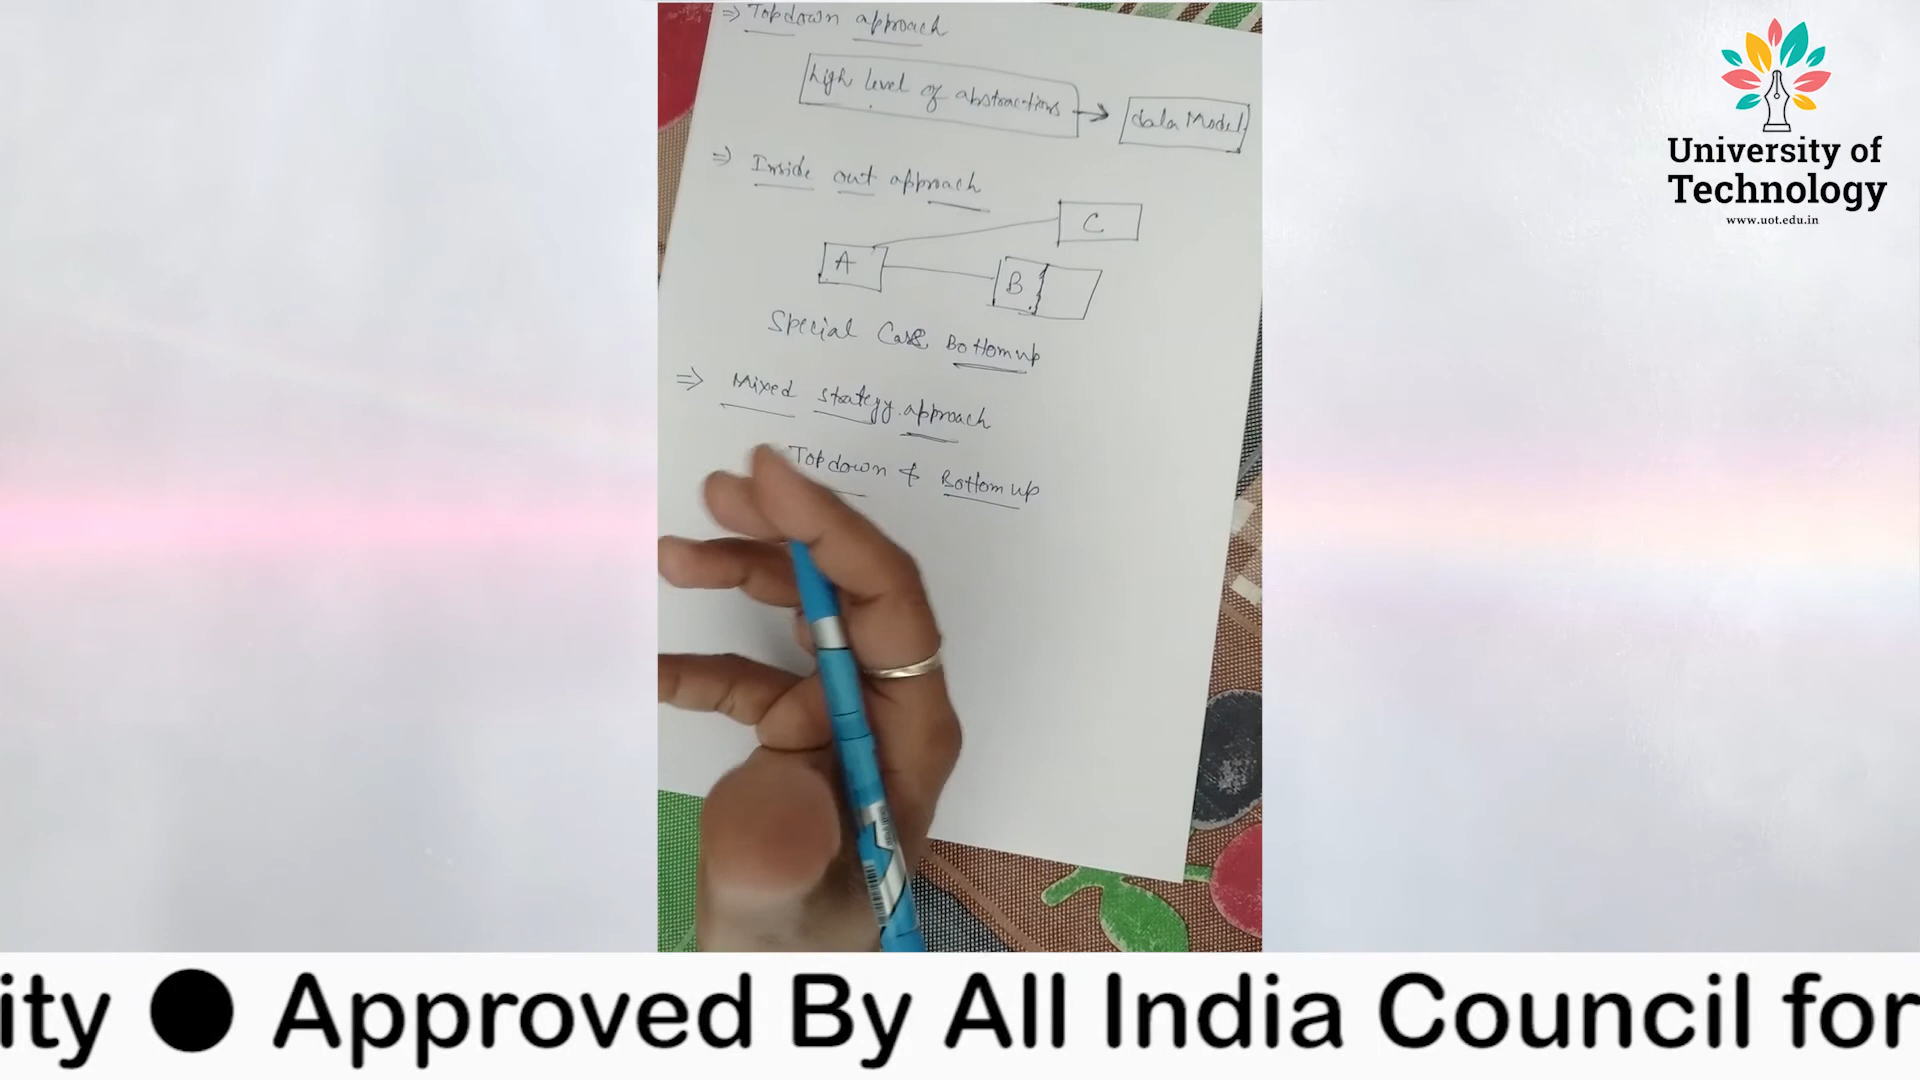 ⇒ Topdown approach
high level of abstractions → data Model
⇒ Inside out approach
C
A
B
Special Case Bottom up
⇒ Mixed strategy approach
Topdown & Bottom up
University of
Technology
www.uot.edu.in
ity ● Approved By All India Council for